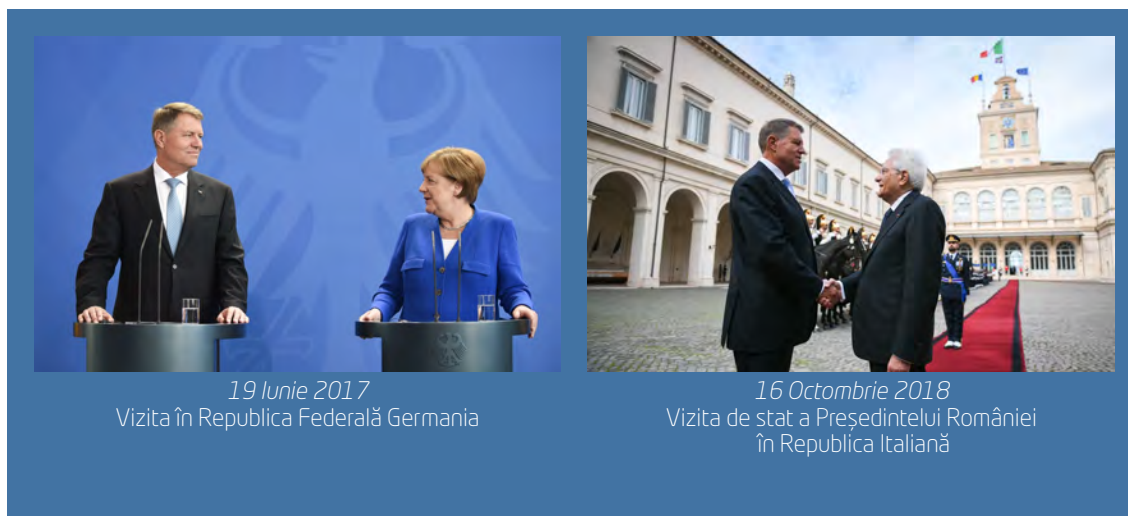 19 Iunie 2017
Vizita în Republica Federală Germania
16 Octombrie 2018
Vizita de stat a Președintelui României
în Republica Italiană